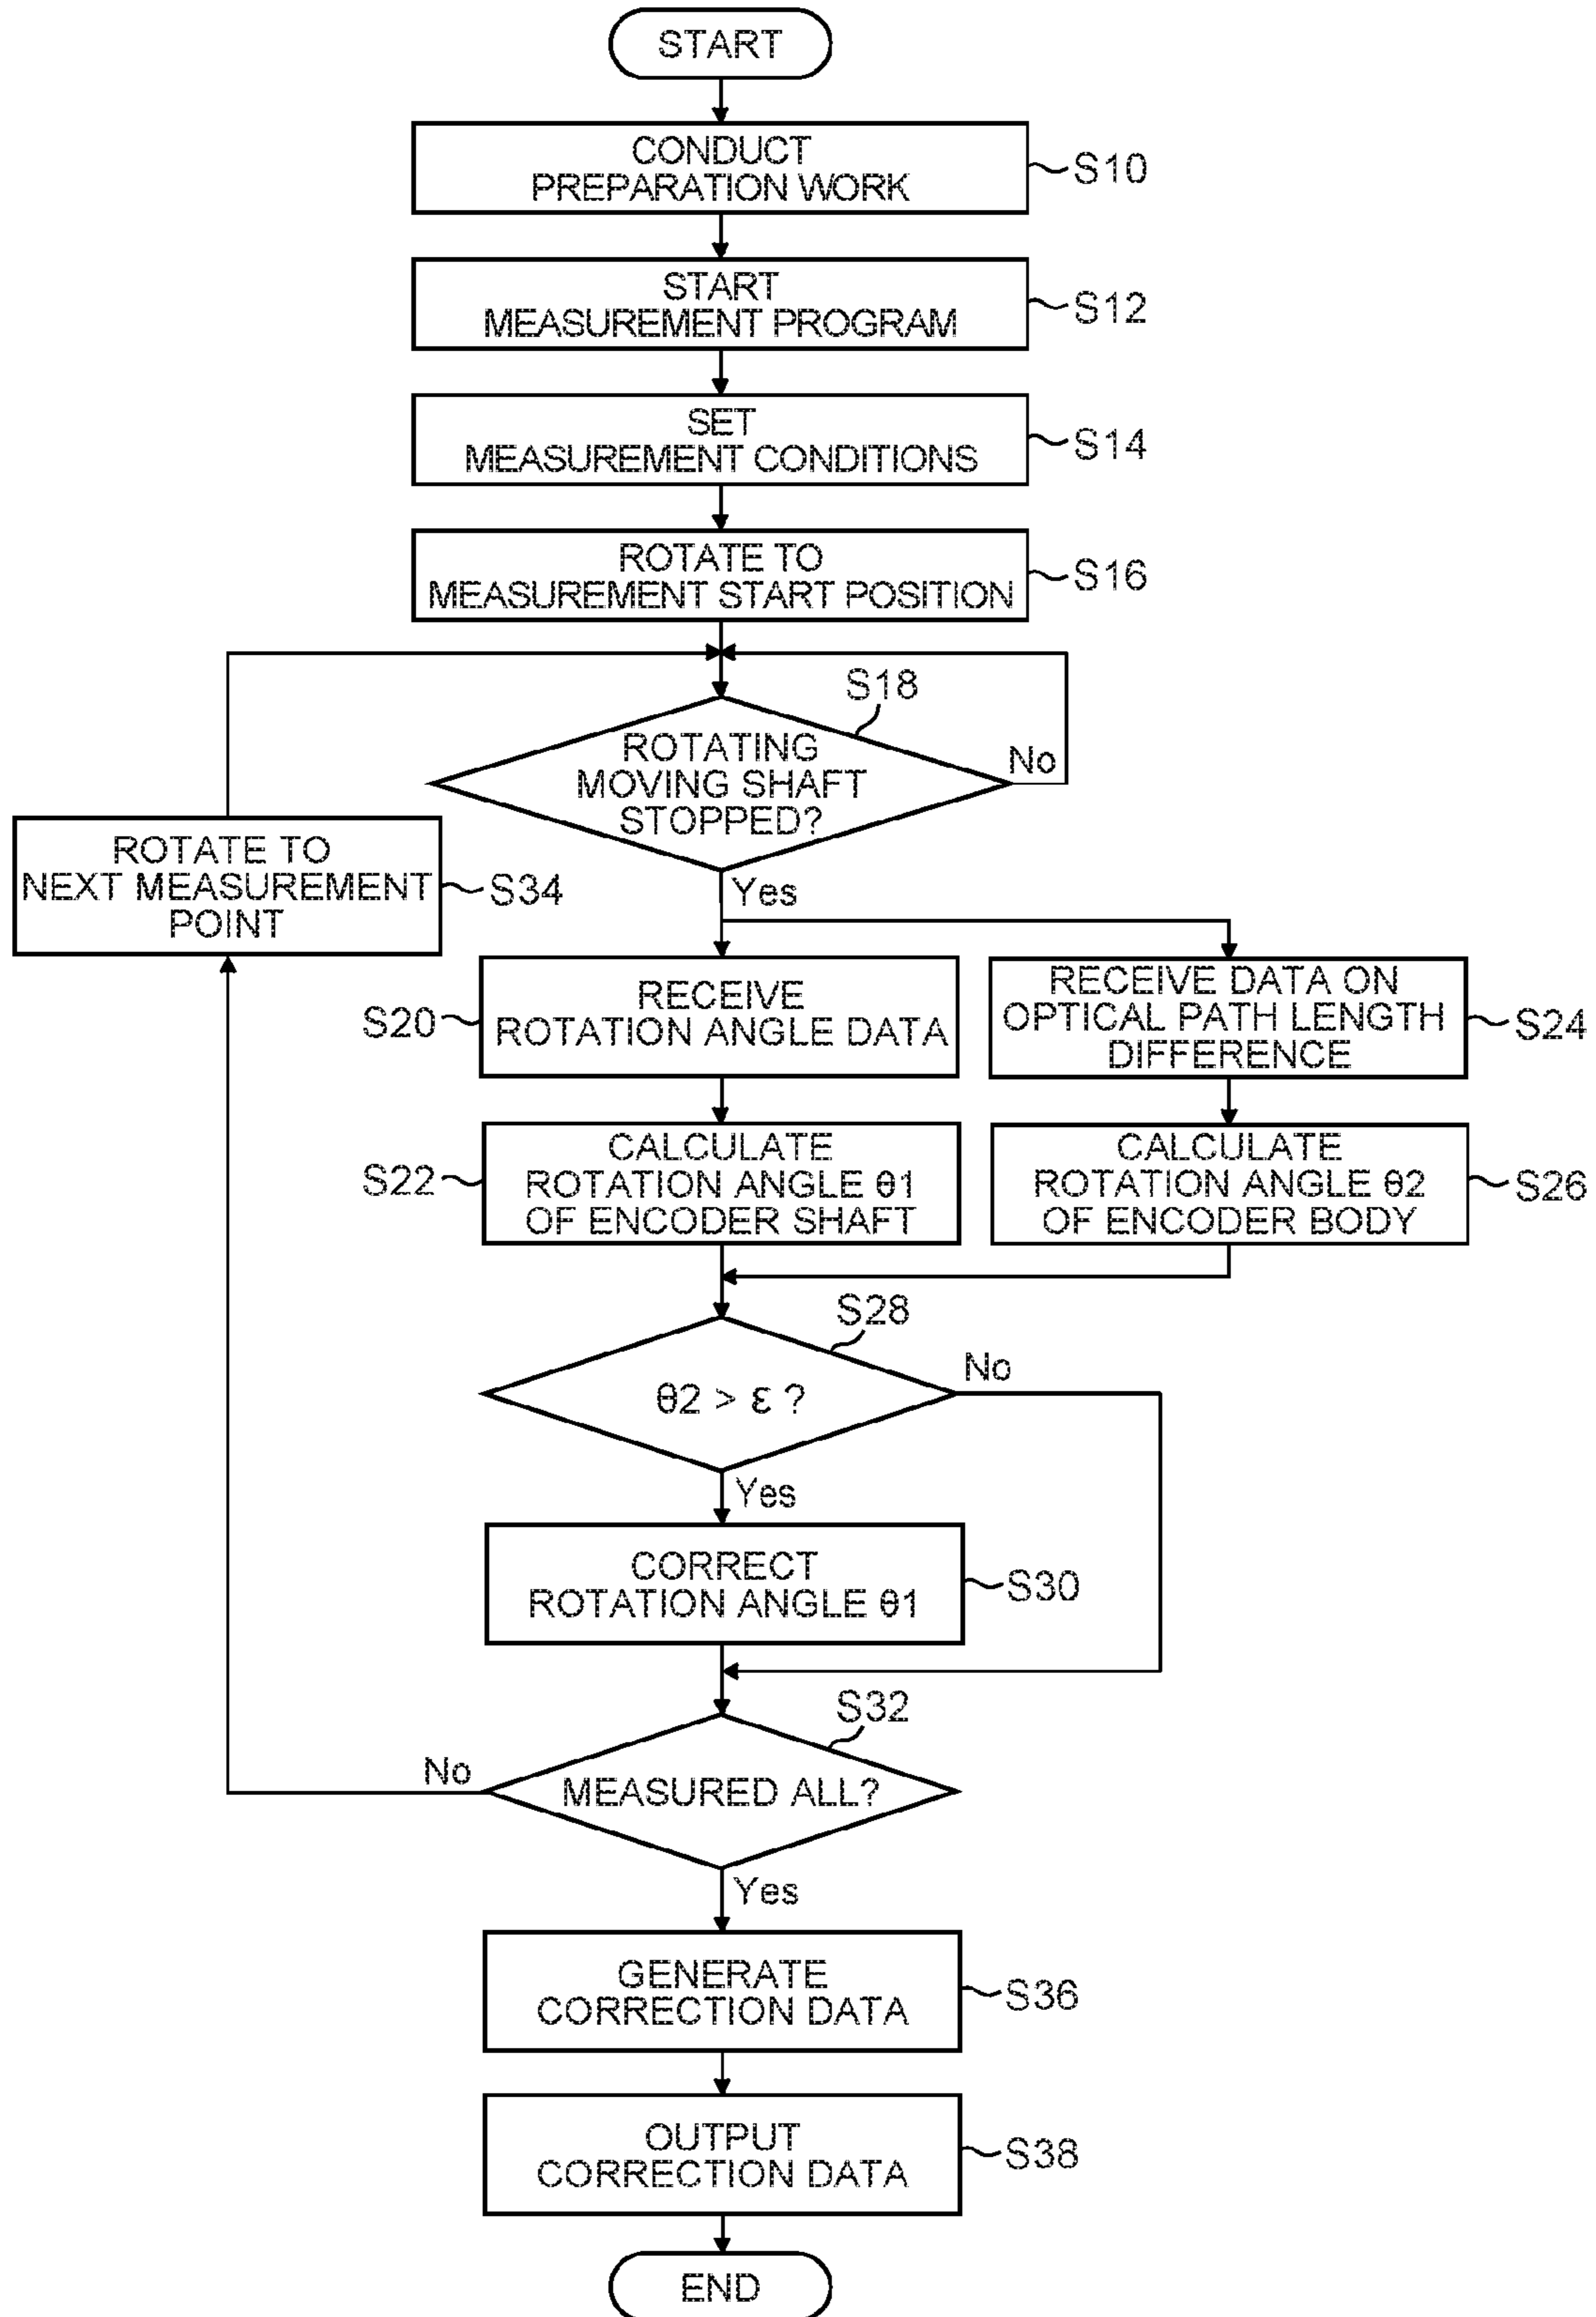 START
CONDUCT
PREPARATION WORK
S10
START
MEASUREMENT PROGRAM
S12
SET
MEASUREMENT CONDITIONS
S14
ROTATE TO
MEASUREMENT START POSITION
S16
S18
ROTATING
MOVING SHAFT
STOPPED?
No
Yes
ROTATE TO
NEXT MEASUREMENT
POINT
S34
S20
RECEIVE
ROTATION ANGLE DATA
RECEIVE DATA ON
OPTICAL PATH LENGTH
DIFFERENCE
S24
S22
CALCULATE
ROTATION ANGLE θ1
OF ENCODER SHAFT
CALCULATE
ROTATION ANGLE θ2
OF ENCODER BODY
S26
S28
θ2 > ε ?
No
Yes
CORRECT
ROTATION ANGLE θ1
S30
S32
MEASURED ALL?
No
Yes
GENERATE
CORRECTION DATA
S36
OUTPUT
CORRECTION DATA
S38
END